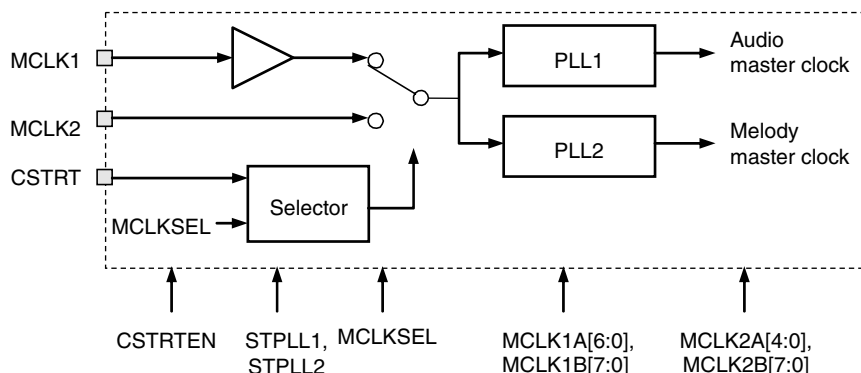 MCLK1
PLL1
Audio
master clock
MCLK2
PLL2
Melody
master clock
CSTRT
Selector
MCLKSEL
CSTRTEN
STPLL1,
STPLL2
MCLKSEL
MCLK1A[6:0],
MCLK1B[7:0]
MCLK2A[4:0],
MCLK2B[7:0]